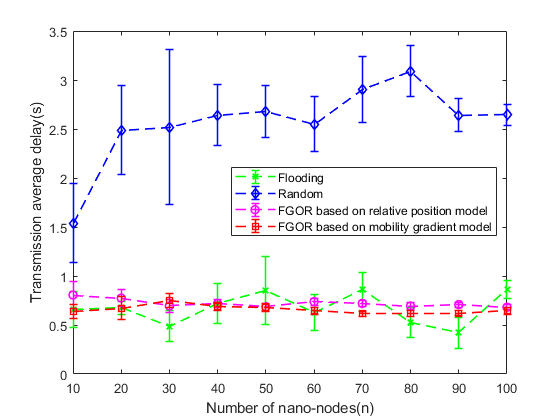 3.5
3
2.5
2
1.5
1
0.5
0
Transmission average delay(s)
Flooding
Random
FGOR based on relative position model
FGOR based on mobility gradient model
10 20 30 40 50 60 70 80 90 100
Number of nano-nodes(n)